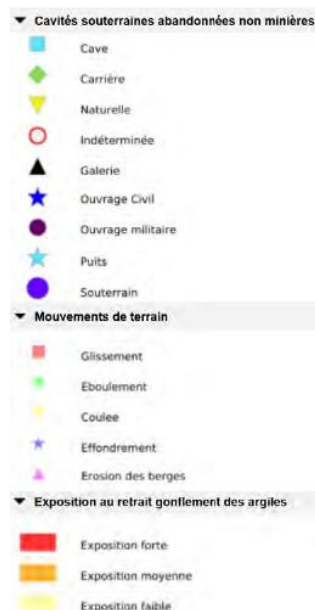 Cavités souterraines abandonnées non minières
Cave
Carrière
Naturelle
Indéterminée
Galerie
Ouvrage Civil
Ouvrage militaire
Puits
Souterrain
Mouvements de terrain
Glissement
Eboulement
Coulee
Effondrement
Erosion des berges
Exposition au retrait gonflement des argiles
Exposition forte
Exposition moyenne
Exposition faible